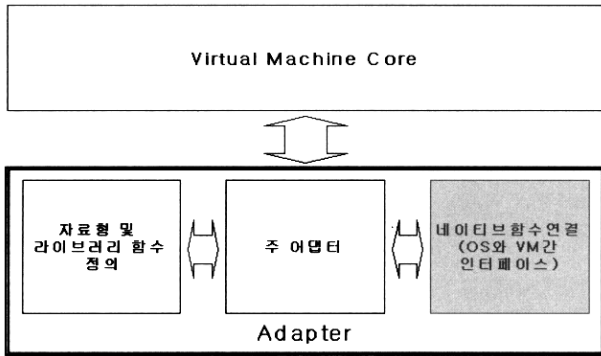 Virtual Machine Core
자료형 및
라이브러리 함수
정의
주 어댑터
네이티브함수연결
(OS와 VM간
인터페이스)
Adapter